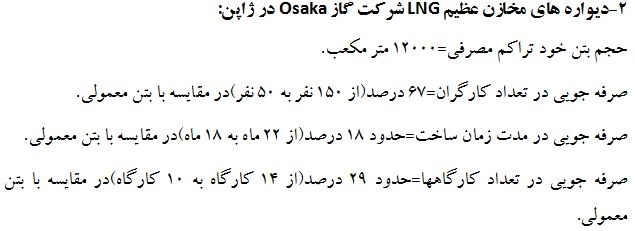 ۲–دیواره های مخازن عظیم LNG شرکت گاز Osaka در ژاپن:
حجم بتن خود تراکم مصرفی=۱۲۰۰۰ متر مکعب.
صرفه جویی در تعداد کارگران=۶۷ درصد(از ۱۵۰ نفر به ۵۰ نفر)در مقایسه با بتن معمولی.
صرفه جویی در مدت زمان ساخت=حدود ۱۸ درصد(از ۲۲ ماه به ۱۸ ماه)در مقایسه با بتن معمولی.
صرفه جویی در تعداد کارگاهها=حدود ۲۹ درصد(از ۱۴ کارگاه به ۱۰ کارگاه)در مقایسه با بتن
معمولی.